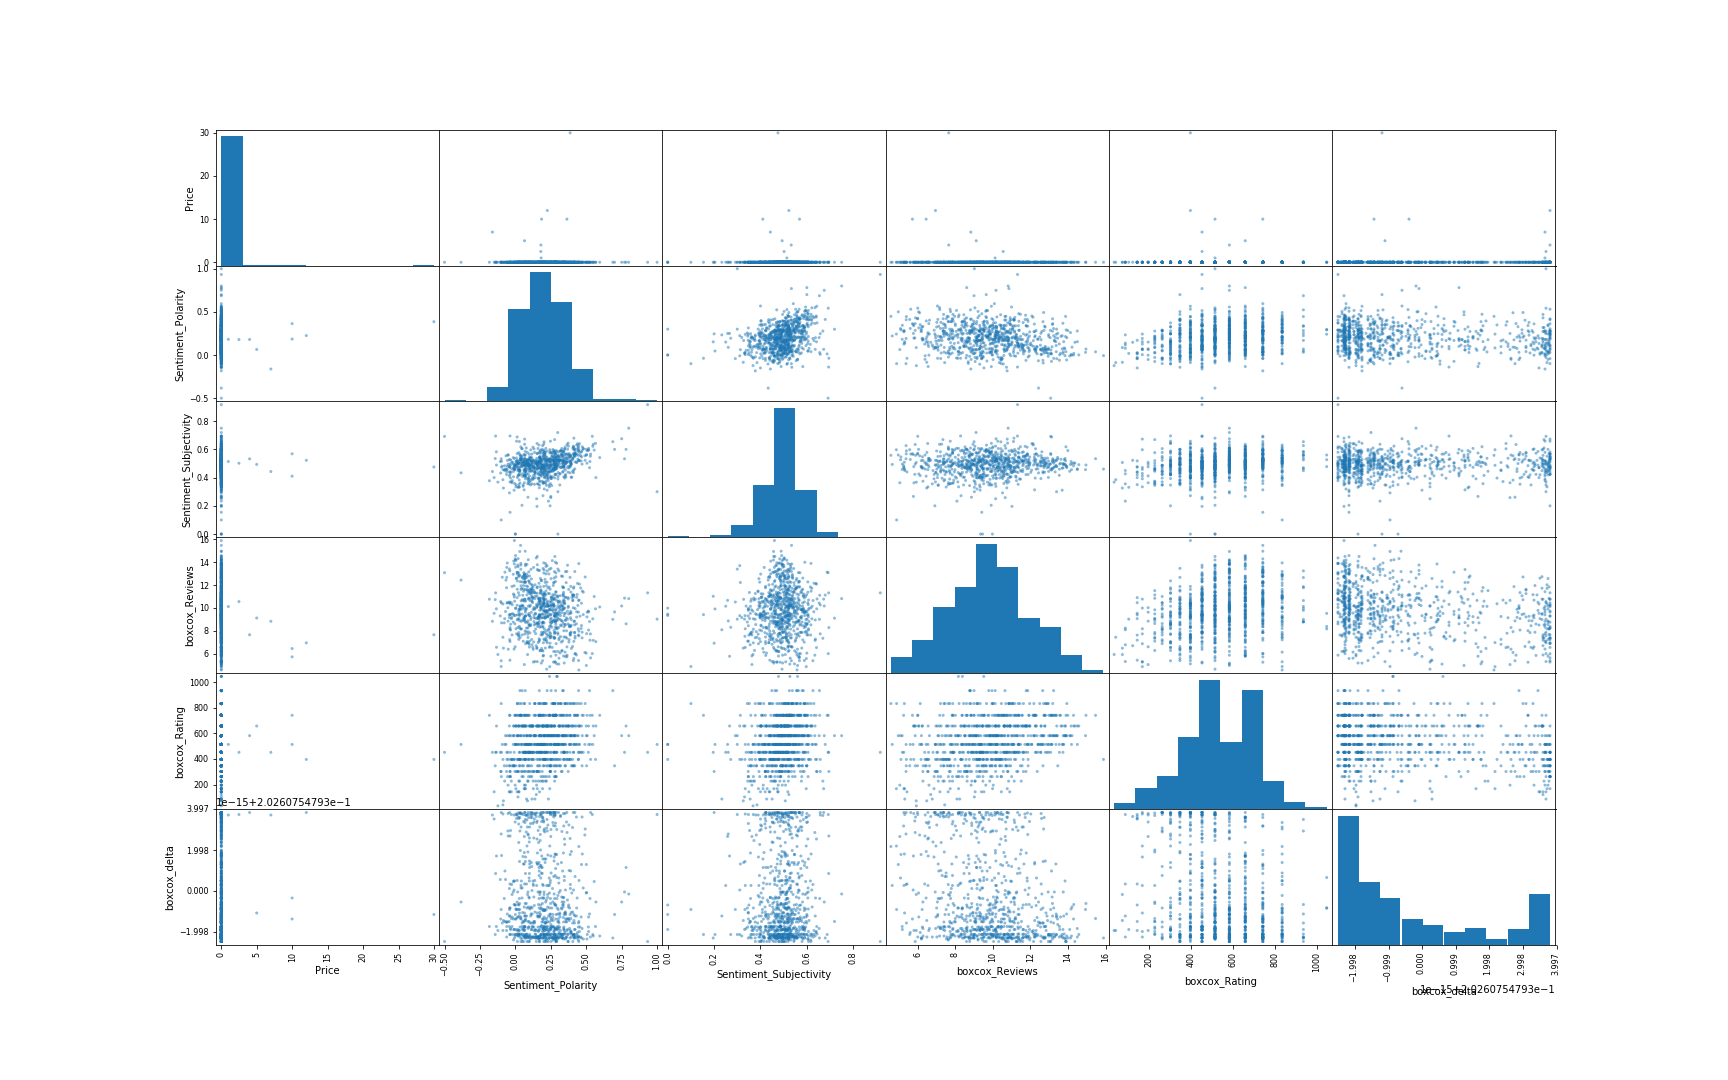 30
20
10
0
Price
1.0
0.5
0.0
−0.5
Sentiment_Polarity
0.8
0.6
0.4
0.2
0.0
Sentiment_Subjectivity
16
14
12
10
8
6
boxcox_Reviews
1000
800
600
400
200
boxcox_Rating
1e−15+2.0260754793e−1
3.997
1.998
0.000
−1.998
boxcox_delta
0 5 10 15 20 25 30
Price
−0.50 −0.25 0.00 0.25 0.50 0.75 1.00
Sentiment_Polarity
0.0 0.2 0.4 0.6 0.8
Sentiment_Subjectivity
6 8 10 12 14 16
boxcox_Reviews
200 400 600 800 1000
boxcox_Rating
−1.998 −0.999 0.000 0.999 1.998 2.998 3.997
1e−15+2.0260754793e−1
boxcox_delta